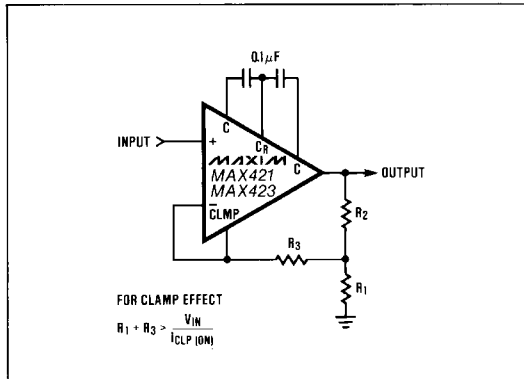 0.1µF
C
CR
C
INPUT
+
MAXIM
MAX421
MAX423
OUTPUT
−
CLMP
R2
R3
R1
FOR CLAMP EFFECT
R1 + R3 > VIN
ICLP (ON)